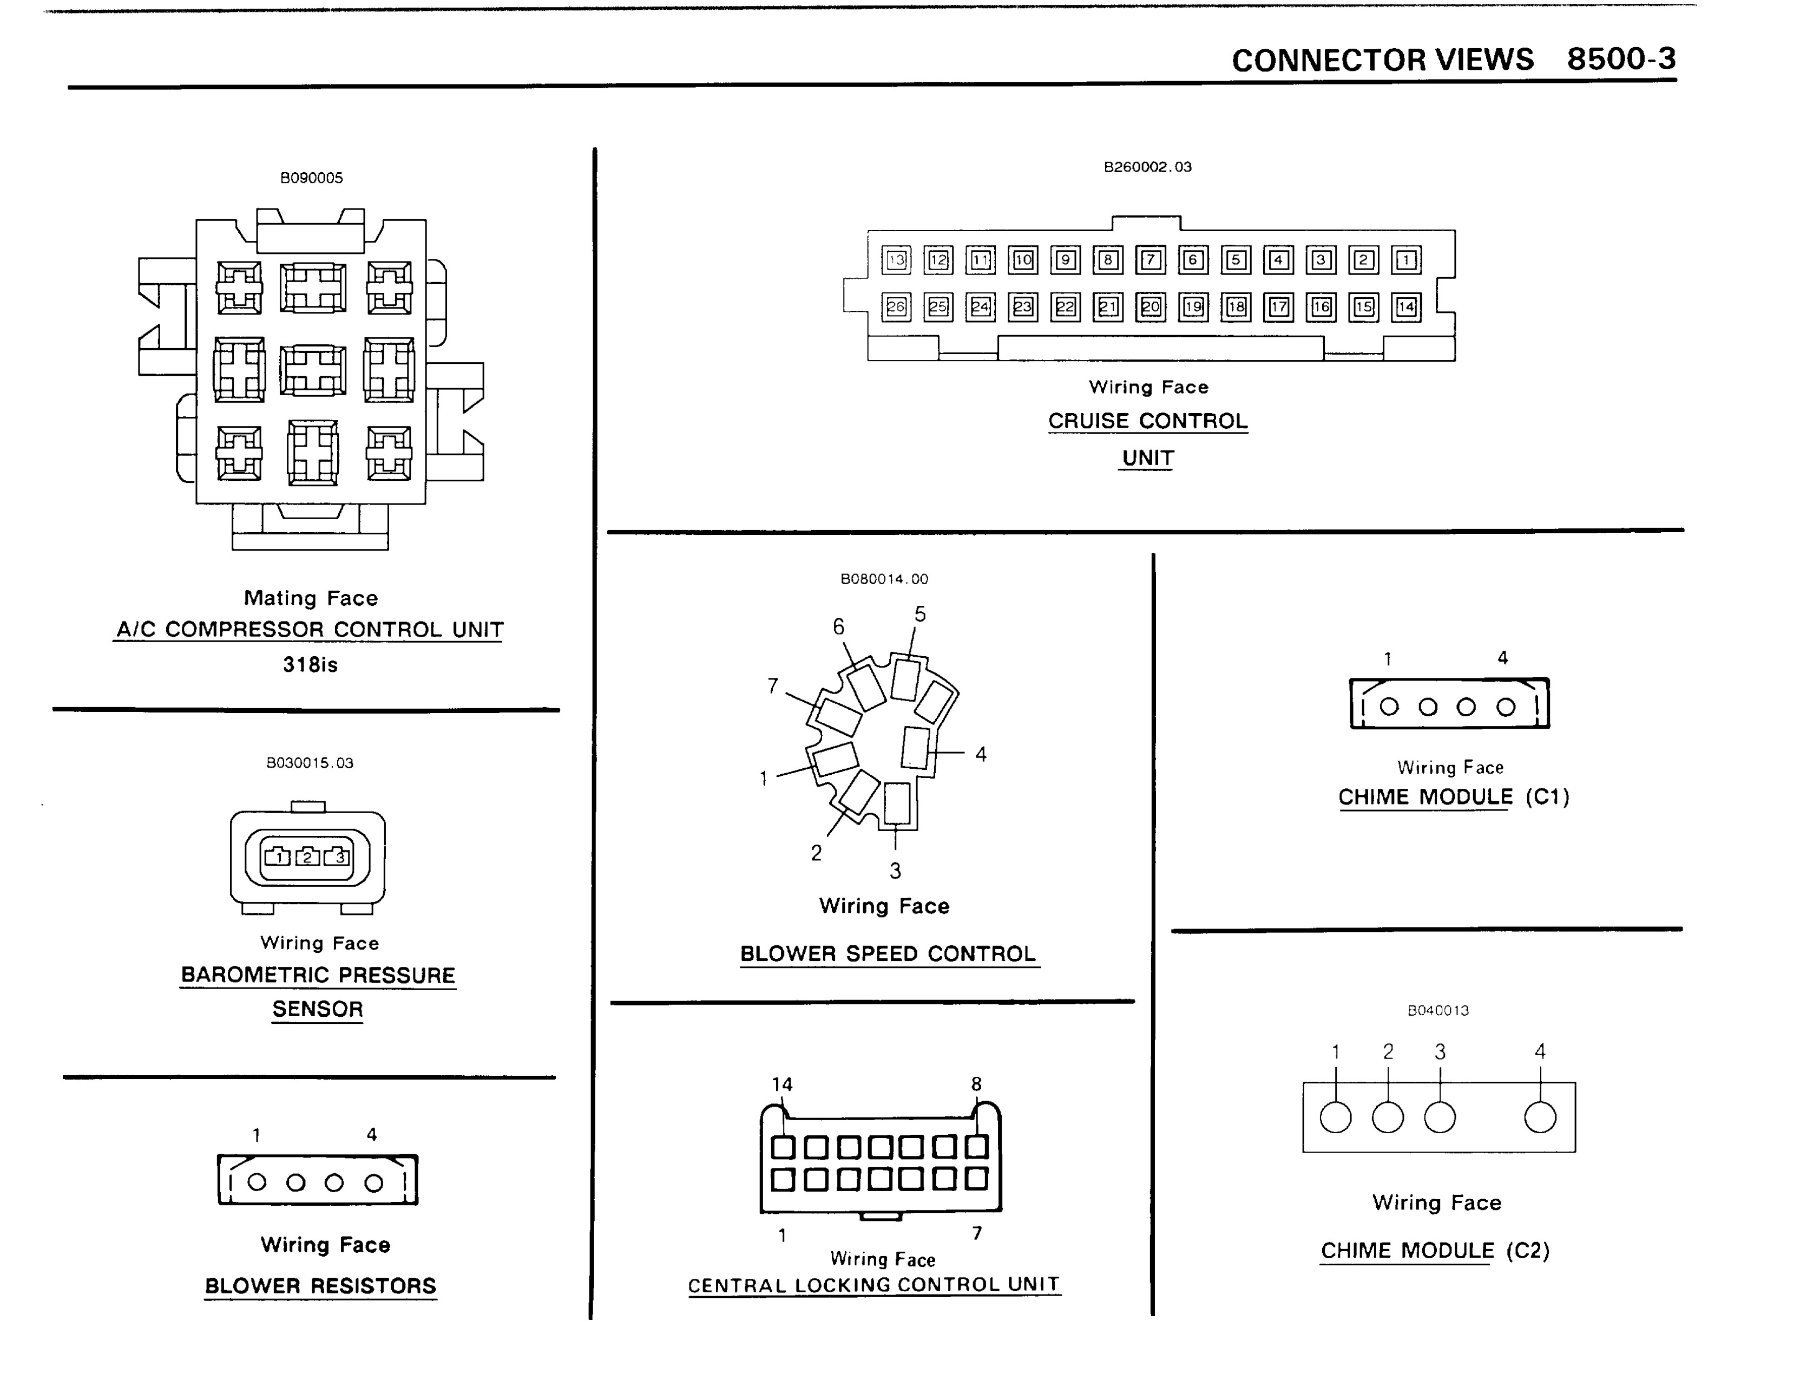 CONNECTOR VIEWS 8500-3
B090005
Mating Face
A/C COMPRESSOR CONTROL UNIT
318is
B260002.03
13 12 11 10 9 8 7 6 5 4 3 2 1
26 25 24 23 22 21 20 19 18 17 16 15 14
Wiring Face
CRUISE CONTROL
UNIT
B030015.03
1 2 3
Wiring Face
BAROMETRIC PRESSURE
SENSOR
1 4
Wiring Face
BLOWER RESISTORS
B080014.00
5
6
7
4
1
2
3
Wiring Face
BLOWER SPEED CONTROL
14 8
1 7
Wiring Face
CENTRAL LOCKING CONTROL UNIT
1 4
Wiring Face
CHIME MODULE (C1)
B040013
1 2 3 4
Wiring Face
CHIME MODULE (C2)